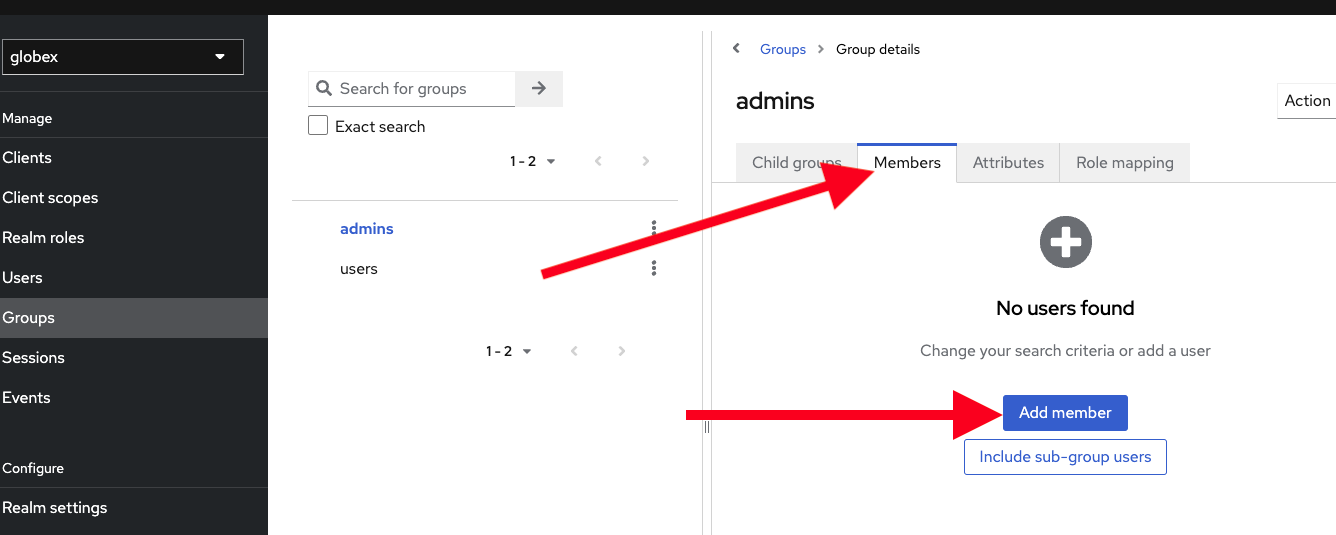 globex
Manage
Clients
Client scopes
Realm roles
Users
Groups
Sessions
Events
Configure
Realm settings
Search for groups
Exact search
1 - 2
admins
users
1 - 2
Groups > Group details
admins
Action
Child groups Members Attributes Role mapping
No users found
Change your search criteria or add a user
Add member
Include sub-group users